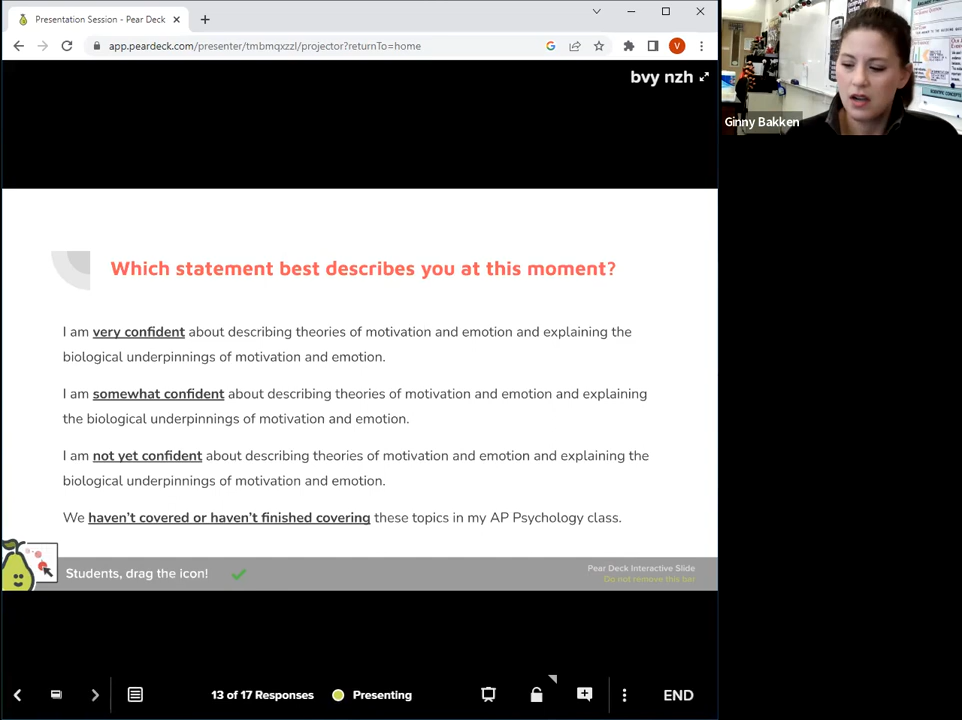 Presentation Session - Pear Deck
app.peardeck.com/presenter/tmbmqxzzl/projector?returnTo=home
V
bvy nzh
Ginny Bakken
Which statement best describes you at this moment?
I am very confident about describing theories of motivation and emotion and explaining the
biological underpinnings of motivation and emotion.
I am somewhat confident about describing theories of motivation and emotion and explaining
the biological underpinnings of motivation and emotion.
I am not yet confident about describing theories of motivation and emotion and explaining the
biological underpinnings of motivation and emotion.
We haven't covered or haven't finished covering these topics in my AP Psychology class.
Students, drag the icon!
Pear Deck Interactive Slide
Do not remove this bar
13 of 17 Responses
Presenting
END